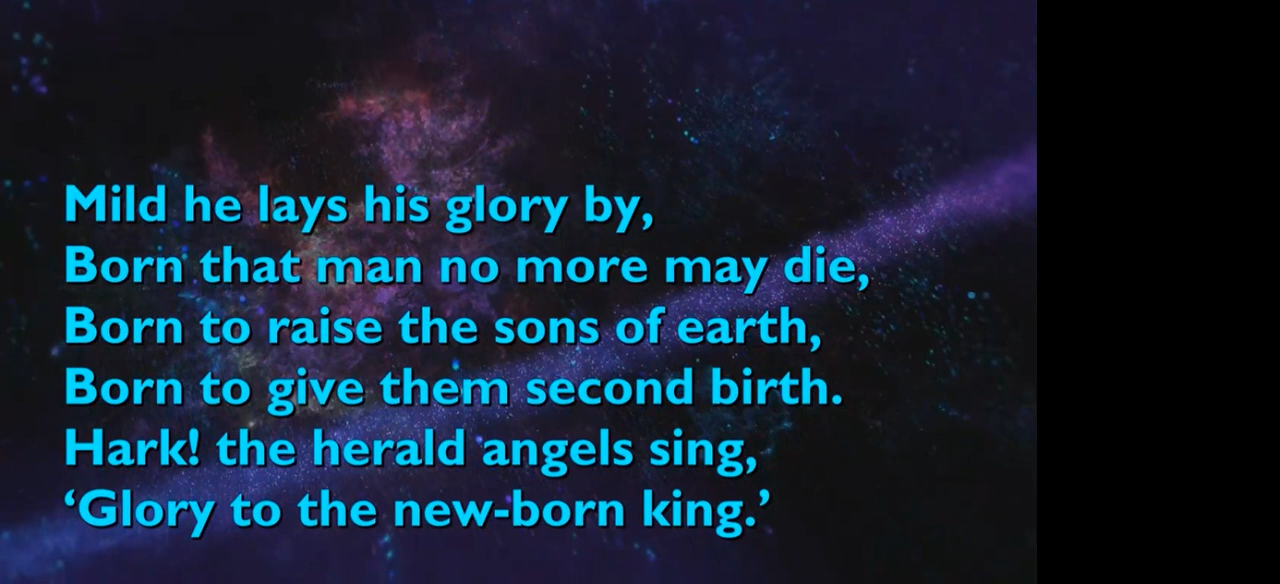 Mild he lays his glory by,
Born that man no more may die,
Born to raise the sons of earth,
Born to give them second birth.
Hark! the herald angels sing,
‘Glory to the new-born king.’